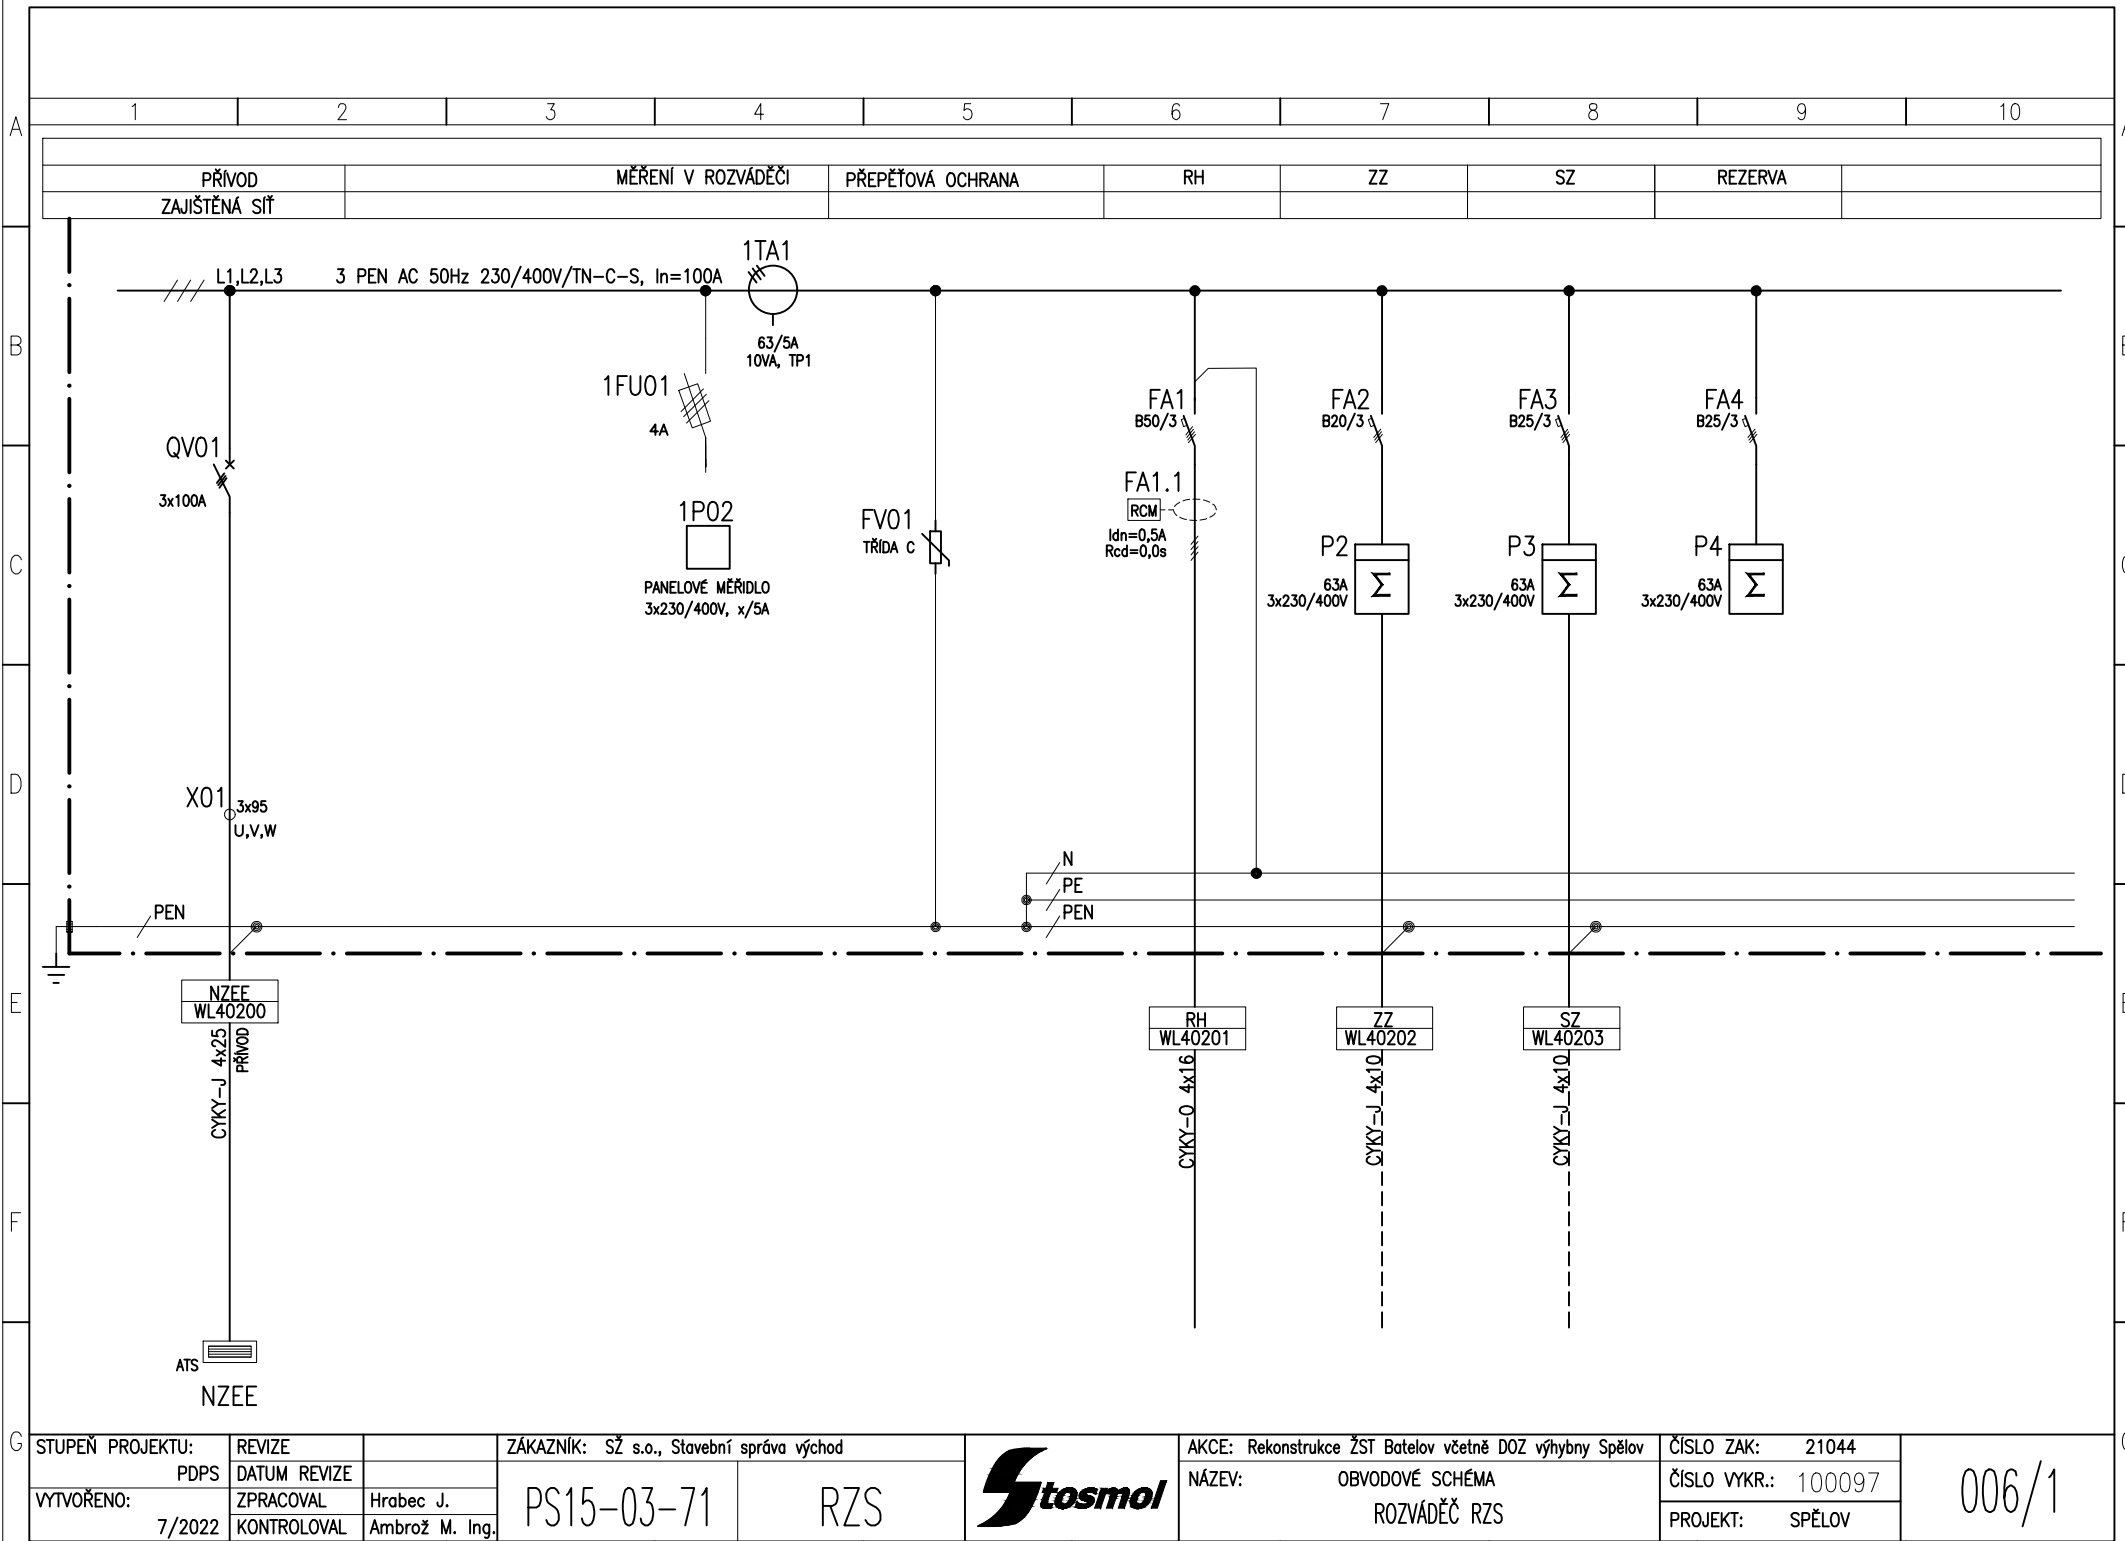 1 2 3 4 5 6 7 8 9 10
A
PŘÍVOD MĚŘENÍ V ROZVÁDĚČI PŘEPĚŤOVÁ OCHRANA RH ZZ SZ REZERVA
ZAJIŠTĚNÁ SÍŤ
1TA1
L1,L2,L3 3 PEN AC 50Hz 230/400V/TN-C-S, In=100A
B
63/5A
10VA, TP1
1FU01
4A
FA1
B50/3
FA2
B20/3
FA3
B25/3
FA4
B25/3
QV01
3x100A
FA1.1
RCM
Idn=0,5A
Rcd=0,0s
1P02
PANELOVÉ MĚŘIDLO
3x230/400V, x/5A
FV01
TŘÍDA C
C
P2
63A
3x230/400V
Σ
P3
63A
3x230/400V
Σ
P4
63A
3x230/400V
Σ
D
X01
3x95
U,V,W
N
PE
PEN
PEN
E
NZEE
WL40200
CYKY-J 4x25
PŘÍVOD
RH
WL40201
CYKY-O 4x16
ZZ
WL40202
CYKY-J 4x10
SZ
WL40203
CYKY-J 4x10
F
ATS
NZEE
G
STUPEŇ PROJEKTU:
PDPS
VYTVOŘENO:
7/2022
REVIZE
DATUM REVIZE
ZPRACOVAL Hrabec J.
KONTROLOVAL Ambrož M. Ing.
ZÁKAZNÍK: SŽ s.o., Stavební správa východ
PS15-03-71 RZS
Stosmol
AKCE: Rekonstrukce ŽST Batelov včetně DOZ výhybny Spělov
NÁZEV: OBVODOVÉ SCHÉMA
ROZVÁDĚČ RZS
ČÍSLO ZAK: 21044
ČÍSLO VYKR.: 100097
PROJEKT: SPĚLOV
006/1